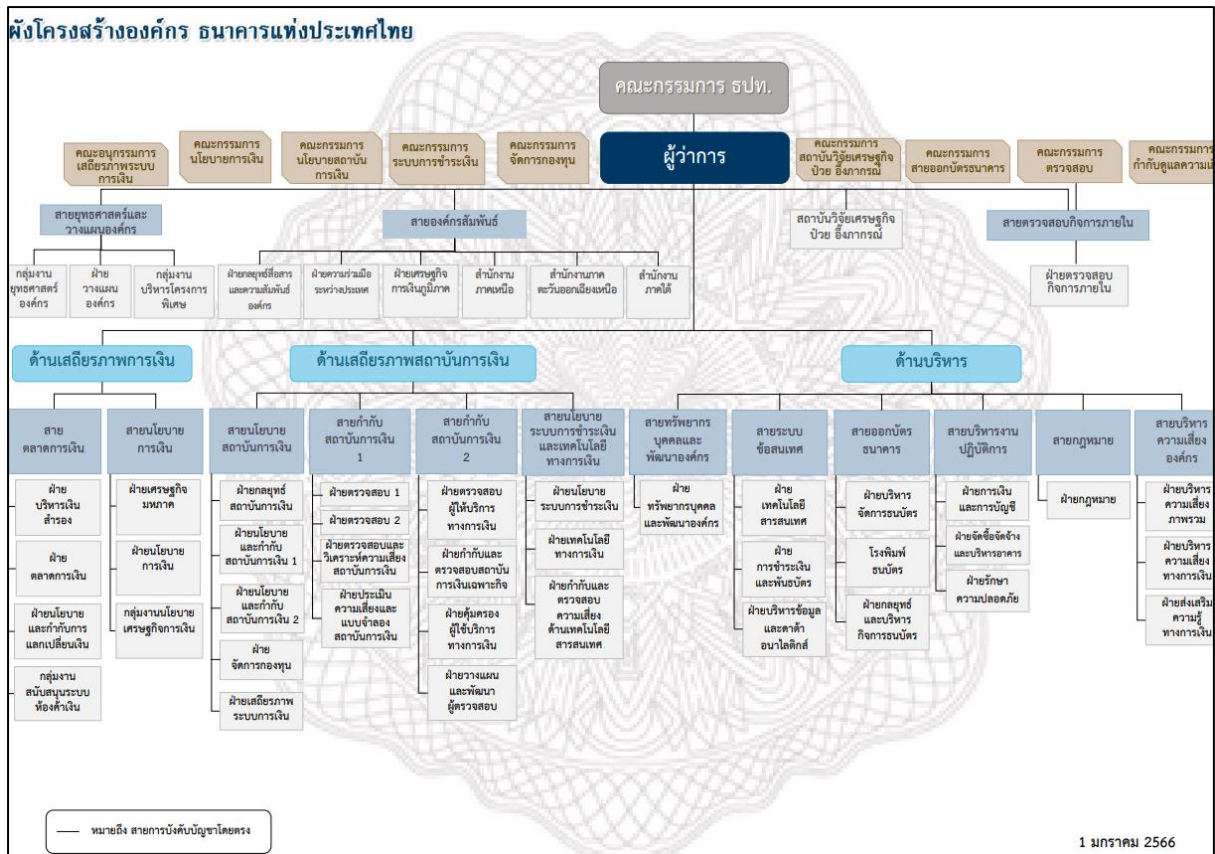 ผังโครงสร้างองค์กร ธนาคารแห่งประเทศไทย
คณะกรรมการ ธปท.
ผู้ว่าการ
คณะอนุกรรมการ
เสถียรภาพระบบ
การเงิน
คณะกรรมการ
นโยบายการเงิน
คณะกรรมการ
นโยบายสถาบัน
การเงิน
คณะกรรมการ
ระบบการชำระเงิน
คณะกรรมการ
จัดการกองทุน
คณะกรรมการ
สถาบันวิจัยเศรษฐกิจ
ป๋วย อึ๊งภากรณ์
คณะกรรมการ
สายออกบัตรธนาคาร
คณะกรรมการ
ตรวจสอบ
คณะกรรมการ
กำกับดูแลความเ
สายยุทธศาสตร์และ
วางแผนองค์กร
สายองค์กรสัมพันธ์
สถาบันวิจัยเศรษฐกิจ
ป๋วย อึ๊งภากรณ์
สายตรวจสอบกิจการภายใน
กลุ่มงาน
ยุทธศาสตร์
องค์กร
ฝ่าย
วางแผน
องค์กร
กลุ่มงาน
บริหารโครงการ
พิเศษ
ฝ่ายกลยุทธ์สื่อสาร
และความสัมพันธ์
องค์กร
ฝ่ายความร่วมมือ
ระหว่างประเทศ
ฝ่ายเศรษฐกิจ
การเงินภูมิภาค
สำนักงาน
ภาคเหนือ
สำนักงานภาค
ตะวันออกเฉียงเหนือ
สำนักงาน
ภาคใต้
ฝ่ายตรวจสอบ
กิจการภายใน
ด้านเสถียรภาพการเงิน
ด้านเสถียรภาพสถาบันการเงิน
ด้านบริหาร
สาย
ตลาดการเงิน
ฝ่าย
บริหารเงิน
สำรอง
ฝ่าย
ตลาดการเงิน
ฝ่ายนโยบาย
และกำกับการ
แลกเปลี่ยนเงิน
กลุ่มงาน
สนับสนุนระบบ
ห้องค้าเงิน
สายนโยบาย
การเงิน
ฝ่ายเศรษฐกิจ
มหภาค
ฝ่ายนโยบาย
การเงิน
กลุ่มงานนโยบาย
เศรษฐกิจการเงิน
สายนโยบาย
สถาบันการเงิน
ฝ่ายกลยุทธ์
สถาบันการเงิน
ฝ่ายนโยบาย
และกำกับ
สถาบันการเงิน 1
ฝ่ายนโยบาย
และกำกับ
สถาบันการเงิน 2
ฝ่าย
จัดการกองทุน
ฝ่ายเสถียรภาพ
ระบบการเงิน
สายกำกับ
สถาบันการเงิน
1
ฝ่ายตรวจสอบ 1
ฝ่ายตรวจสอบ 2
ฝ่ายตรวจสอบและ
วิเคราะห์ความเสี่ยง
สถาบันการเงิน
ฝ่ายประเมิน
ความเสี่ยงและ
แบบจำลอง
สถาบันการเงิน
สายกำกับ
สถาบันการเงิน
2
ฝ่ายตรวจสอบ
ผู้ให้บริการ
ทางการเงิน
ฝ่ายกำกับและ
ตรวจสอบสถาบัน
การเงินเฉพาะกิจ
ฝ่ายคุ้มครอง
ผู้ใช้บริการ
ทางการเงิน
ฝ่ายวางแผน
และพัฒนา
ผู้ตรวจสอบ
สายนโยบาย
ระบบการชำระเงิน
และเทคโนโลยี
ทางการเงิน
ฝ่ายนโยบาย
ระบบการชำระเงิน
ฝ่ายเทคโนโลยี
ทางการเงิน
ฝ่ายกำกับและ
ตรวจสอบ
ความเสี่ยง
ด้านเทคโนโลยี
สารสนเทศ
สายทรัพยากร
บุคคลและ
พัฒนาองค์กร
ฝ่าย
ทรัพยากรบุคคล
และพัฒนาองค์กร
สายระบบ
ข้อสนเทศ
ฝ่าย
เทคโนโลยี
สารสนเทศ
ฝ่าย
การชำระเงิน
และพันธบัตร
ฝ่ายบริหารข้อมูล
และดาต้า
อนาไลติกส์
สายออกบัตร
ธนาคาร
ฝ่ายบริหาร
จัดการธนบัตร
โรงพิมพ์
ธนบัตร
ฝ่ายกลยุทธ์
และบริหาร
กิจการธนบัตร
สายบริหารงาน
ปฏิบัติการ
ฝ่ายการเงิน
และการบัญชี
ฝ่ายจัดซื้อจัดจ้าง
และบริหารอาคาร
ฝ่ายรักษา
ความปลอดภัย
สายกฎหมาย
ฝ่ายกฎหมาย
สายบริหาร
ความเสี่ยง
องค์กร
ฝ่ายบริหาร
ความเสี่ยง
ภาพรวม
ฝ่ายบริหาร
ความเสี่ยง
ทางการเงิน
ฝ่ายส่งเสริม
ความรู้
ทางการเงิน
หมายถึง สายการบังคับบัญชาโดยตรง
1 มกราคม 2566